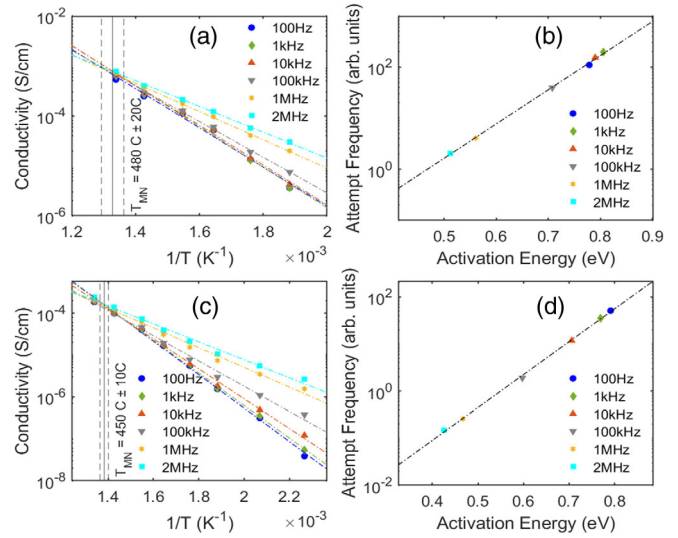 (a)
Conductivity (S/cm)
10⁻²
10⁻⁴
10⁻⁶
100Hz
1kHz
10kHz
100kHz
1MHz
2MHz
T_MN = 480 C ± 20C
1.2 1.4 1.6 1.8 2
1/T (K⁻¹) × 10⁻³
(b)
Attempt Frequency (arb. units)
10²
10⁰
100Hz
1kHz
10kHz
100kHz
1MHz
2MHz
0.5 0.6 0.7 0.8 0.9
Activation Energy (eV)
(c)
Conductivity (S/cm)
10⁻⁴
10⁻⁶
10⁻⁸
100Hz
1kHz
10kHz
100kHz
1MHz
2MHz
T_MN = 450 C ± 10C
1.4 1.6 1.8 2 2.2
1/T (K⁻¹) × 10⁻³
(d)
Attempt Frequency (arb. units)
10²
10⁰
10⁻²
100Hz
1kHz
10kHz
100kHz
1MHz
2MHz
0.4 0.5 0.6 0.7 0.8
Activation Energy (eV)